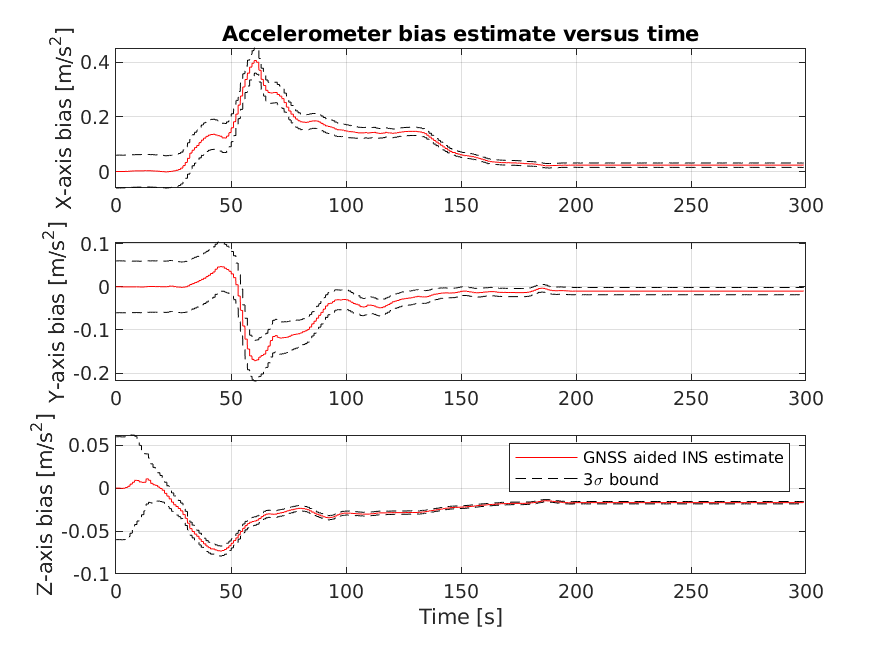 Accelerometer bias estimate versus time
X-axis bias [m/s²]
0.4
0.2
0
0 50 100 150 200 250 300
Y-axis bias [m/s²]
0.1
0
-0.1
-0.2
0 50 100 150 200 250 300
Z-axis bias [m/s²]
0.05
0
-0.05
-0.1
GNSS aided INS estimate
3σ bound
0 50 100 150 200 250 300
Time [s]